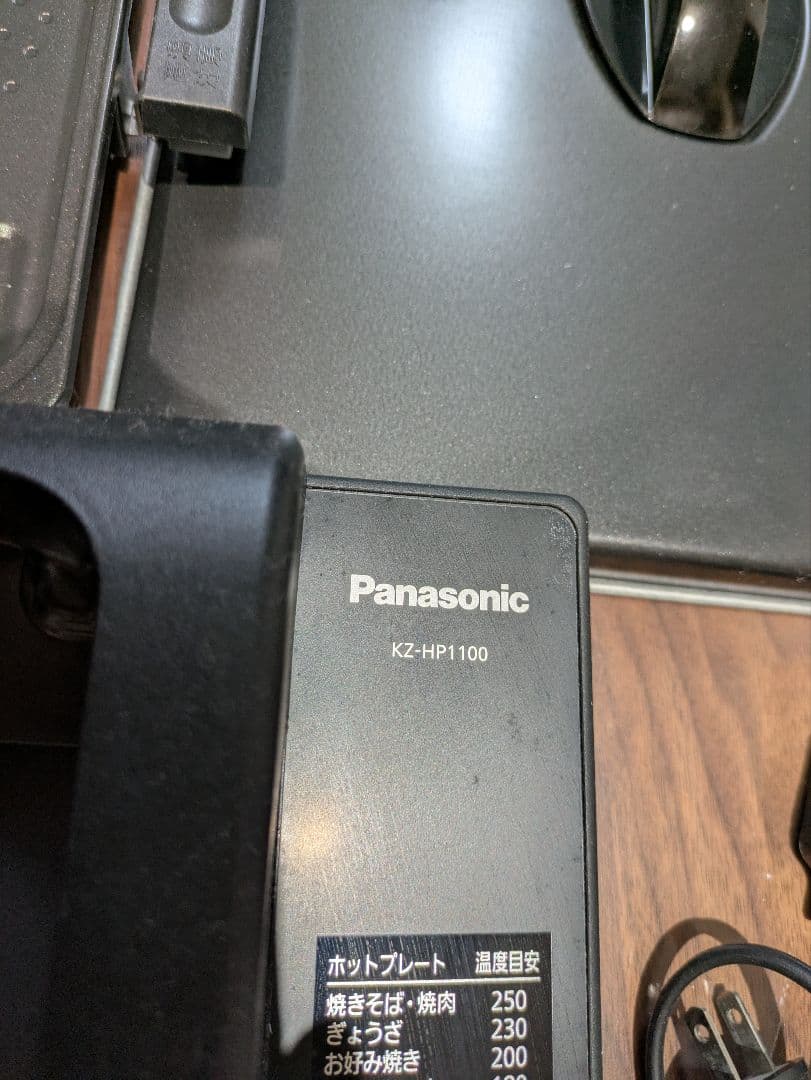 Panasonic
KZ-HP1100
ホットプレート 温度目安
焼きそば・焼肉 250
ぎょうざ 230
お好み焼き 200